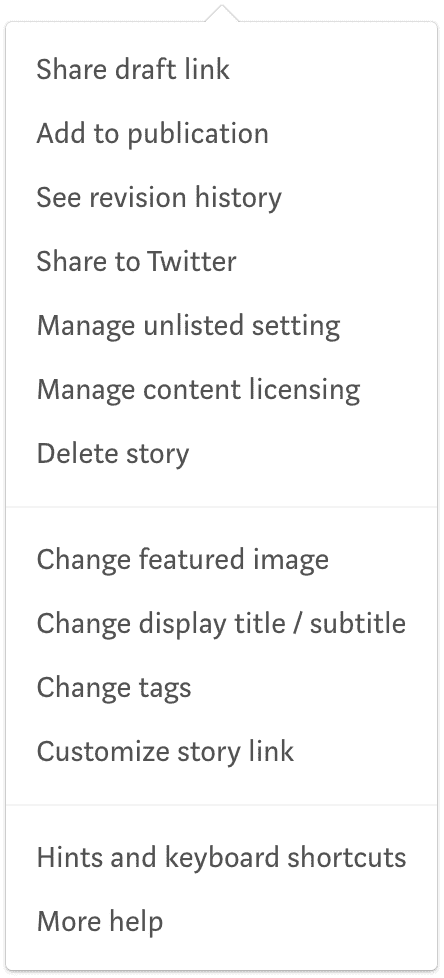 Share draft link
Add to publication
See revision history
Share to Twitter
Manage unlisted setting
Manage content licensing
Delete story
Change featured image
Change display title / subtitle
Change tags
Customize story link
Hints and keyboard shortcuts
More help